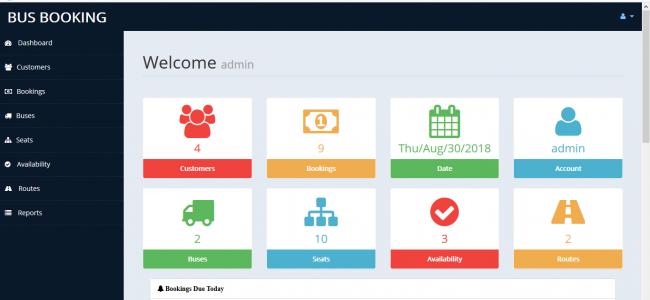 BUS BOOKING
Dashboard
Customers
Bookings
Buses
Seats
Availability
Routes
Reports
Welcome admin
4
Customers
1
9
Bookings
Thu/Aug/30/2018
Date
admin
Account
2
Buses
10
Seats
3
Availability
2
Routes
Bookings Due Today